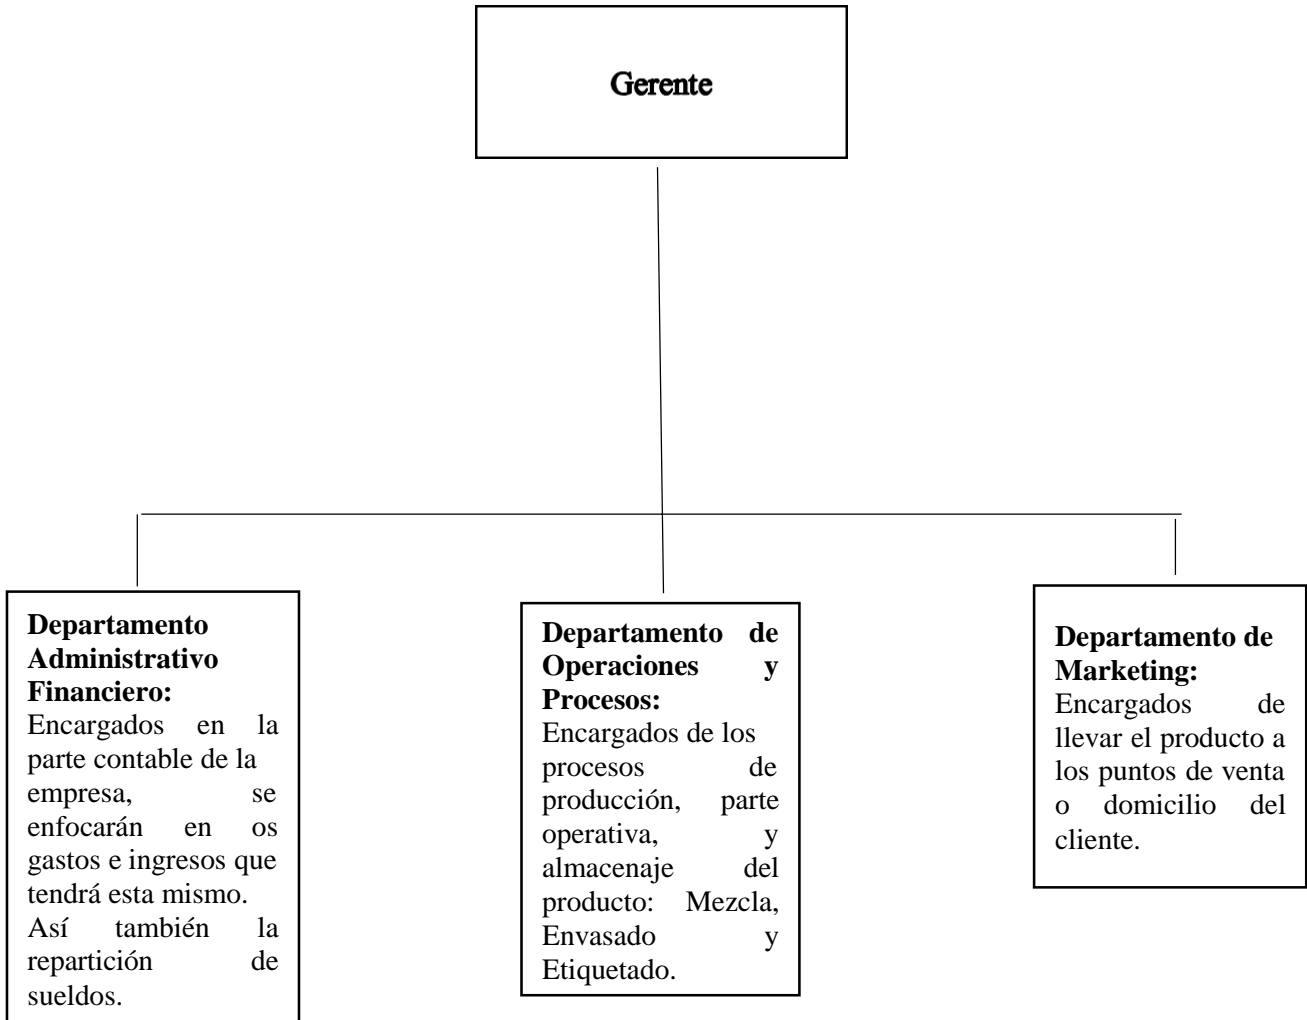 Gerente
Departamento
Administrativo
Financiero:
Encargados en la
parte contable de la
empresa, se
enfocarán en os
gastos e ingresos que
tendrá esta mismo.
Así también la
repartición de
sueldos.
Departamento de
Operaciones y
Procesos:
Encargados de los
procesos de
producción, parte
operativa, y
almacenaje del
producto: Mezcla,
Envasado y
Etiquetado.
Departamento de
Marketing:
Encargados de
llevar el producto a
los puntos de venta
o domicilio del
cliente.